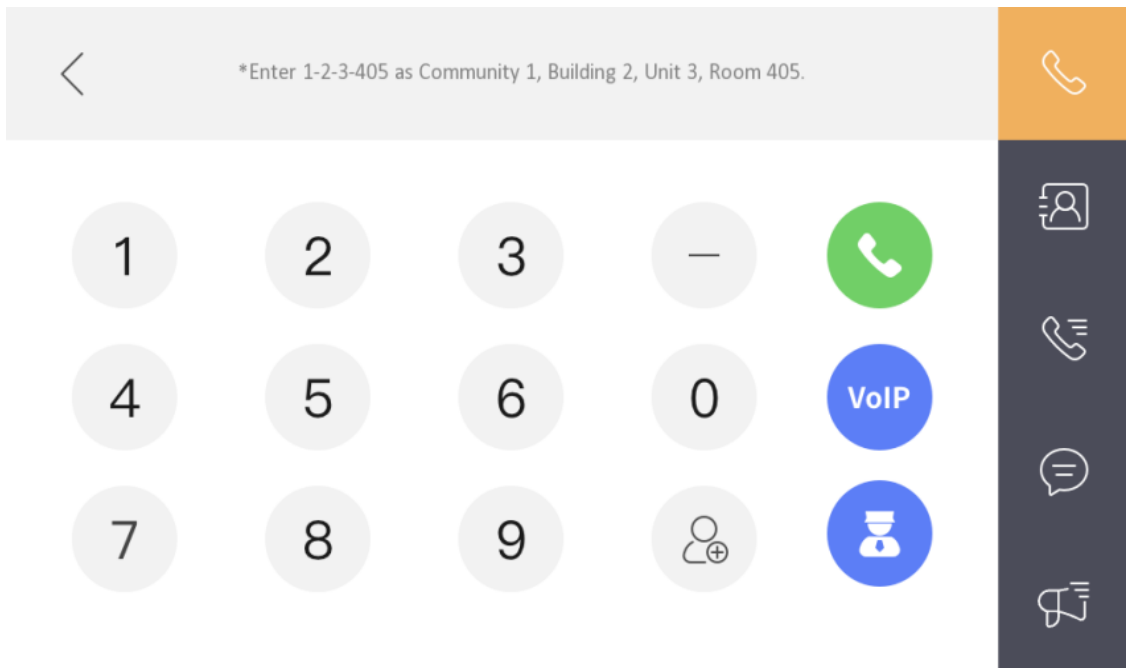 *Enter 1-2-3-405 as Community 1, Building 2, Unit 3, Room 405.
1 2 3 —
4 5 6 0 VoIP
7 8 9